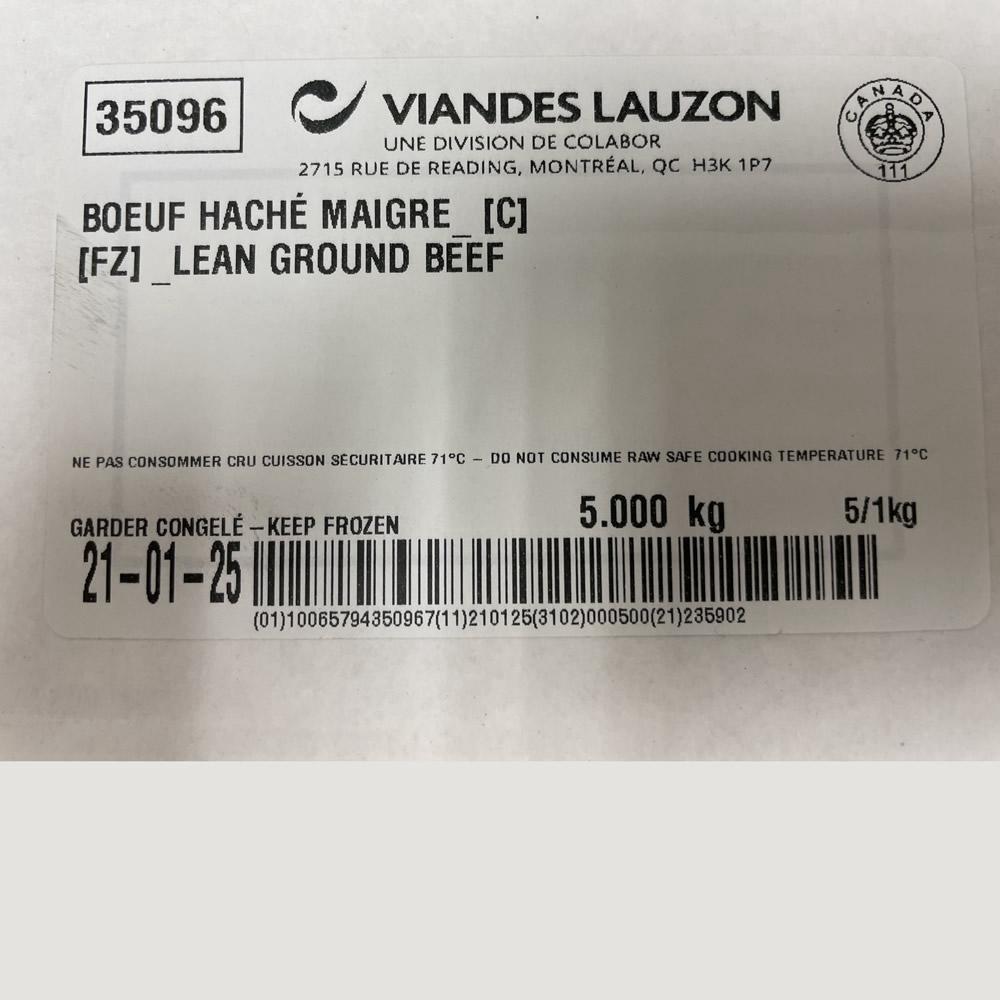 35096
VIANDES LAUZON
UNE DIVISION DE COLABOR
2715 RUE DE READING, MONTRÉAL, QC H3K 1P7
CANADA
111
BOEUF HACHÉ MAIGRE_ [C]
[FZ] _LEAN GROUND BEEF
NE PAS CONSOMMER CRU CUISSON SÉCURITAIRE 71°C – DO NOT CONSUME RAW SAFE COOKING TEMPERATURE 71°C
GARDER CONGELÉ – KEEP FROZEN
5.000 kg
5/1kg
21-01-25
(01)10065794350967(11)210125(3102)000500(21)235902